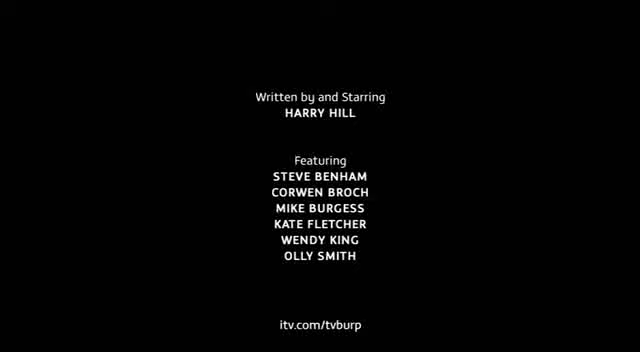 Written by and Starring
HARRY HILL
Featuring
STEVE BENHAM
CORWEN BROCH
MIKE BURGESS
KATE FLETCHER
WENDY KING
OLLY SMITH
itv.com/tvburp